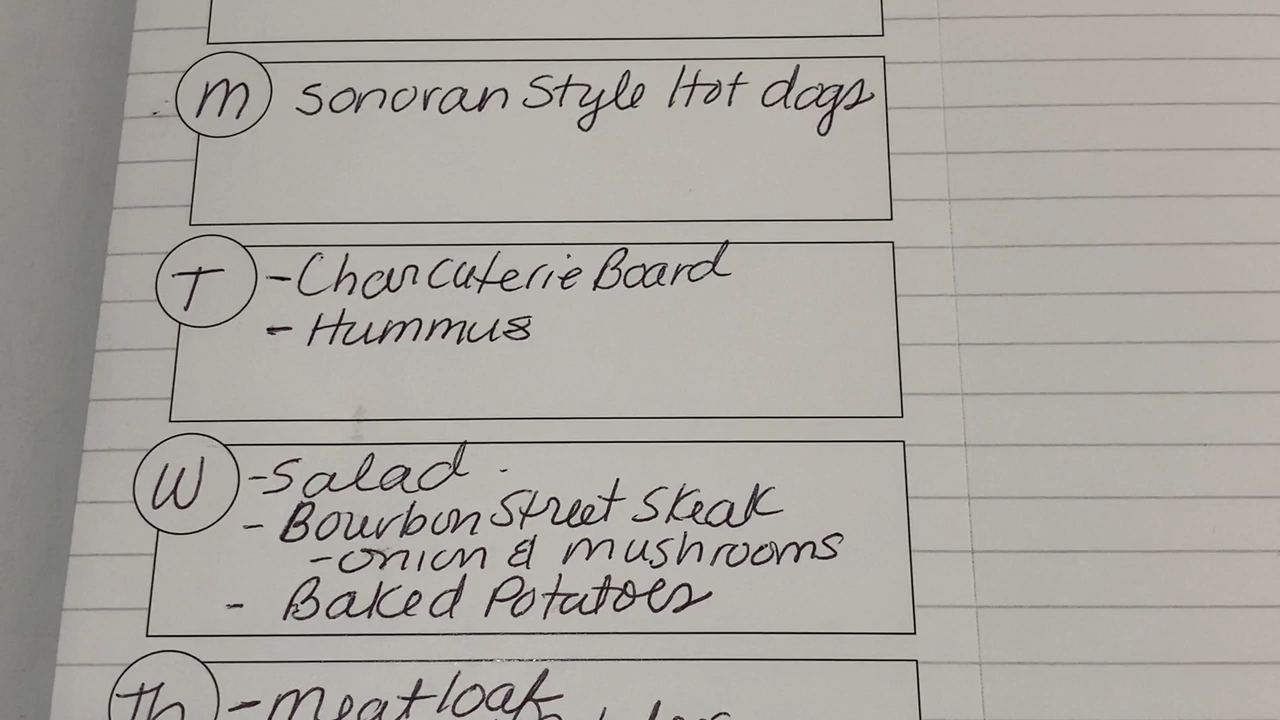 M Sonoran Style Hot dogs
T - Charcuterie Board
- Hummus
W - Salad
- Bourbon Street Steak
- onion & mushrooms
- Baked Potatoes
Th - meatloaf